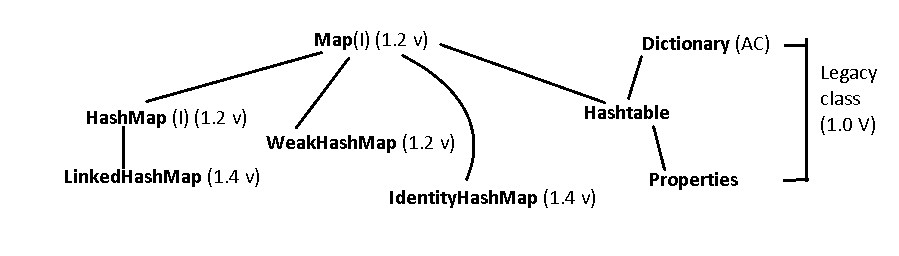 Map(I) (1.2 v)
Dictionary (AC)
Legacy
class
(1.0 V)
HashMap (I) (1.2 v)
Hashtable
WeakHashMap (1.2 v)
LinkedHashMap (1.4 v)
Properties
IdentityHashMap (1.4 v)